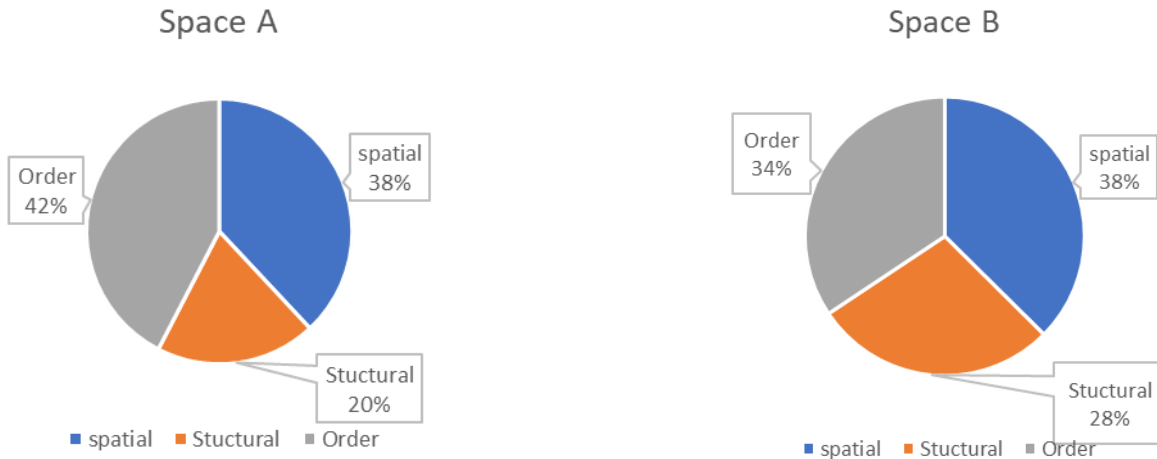 Space A
Order
42%
spatial
38%
Stuctural
20%
spatial Stuctural Order
Space B
Order
34%
spatial
38%
Stuctural
28%
spatial Stuctural Order